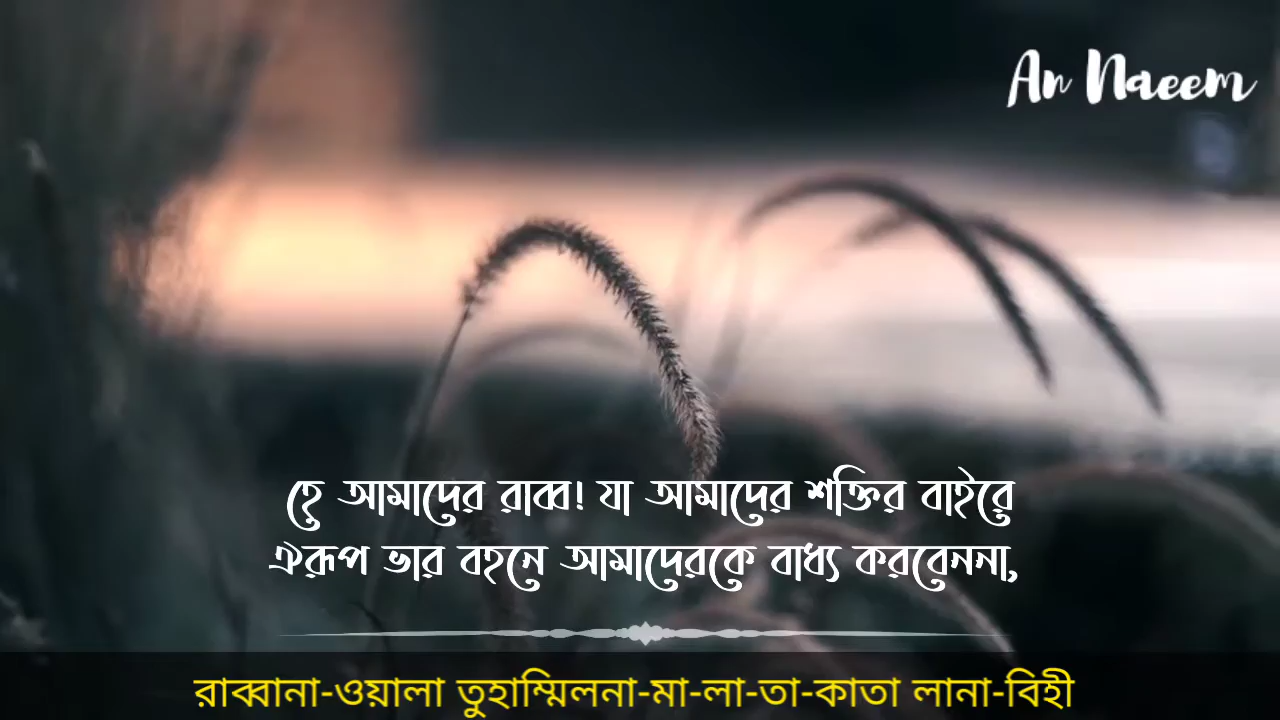 An Naeem
হে আমাদের রাব্ব! যা আমাদের শক্তির বাইরে
ঐরূপ ভার বহনে আমাদেরকে বাধ্য করবেননা,
রাব্বানা-ওয়ালা তুহাম্মিলনা-মা-লা-তা-কাতা লানা-বিহী